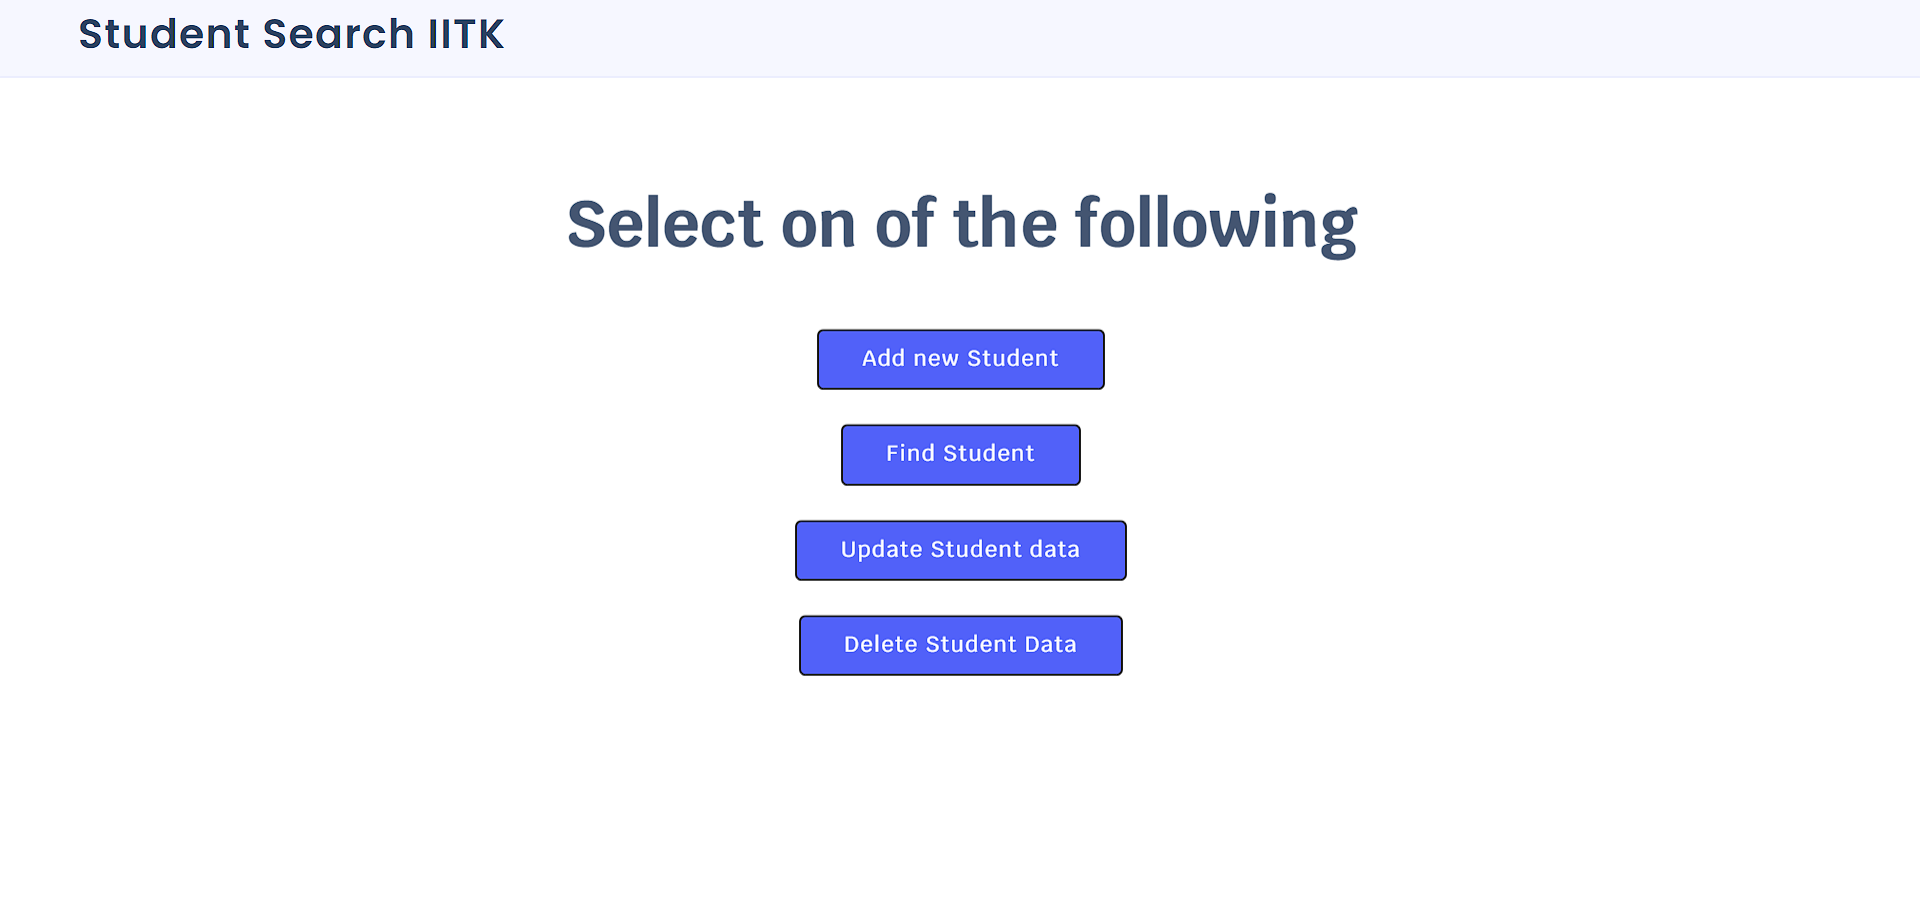 Student Search IITK
Select on of the following
Add new Student
Find Student
Update Student data
Delete Student Data